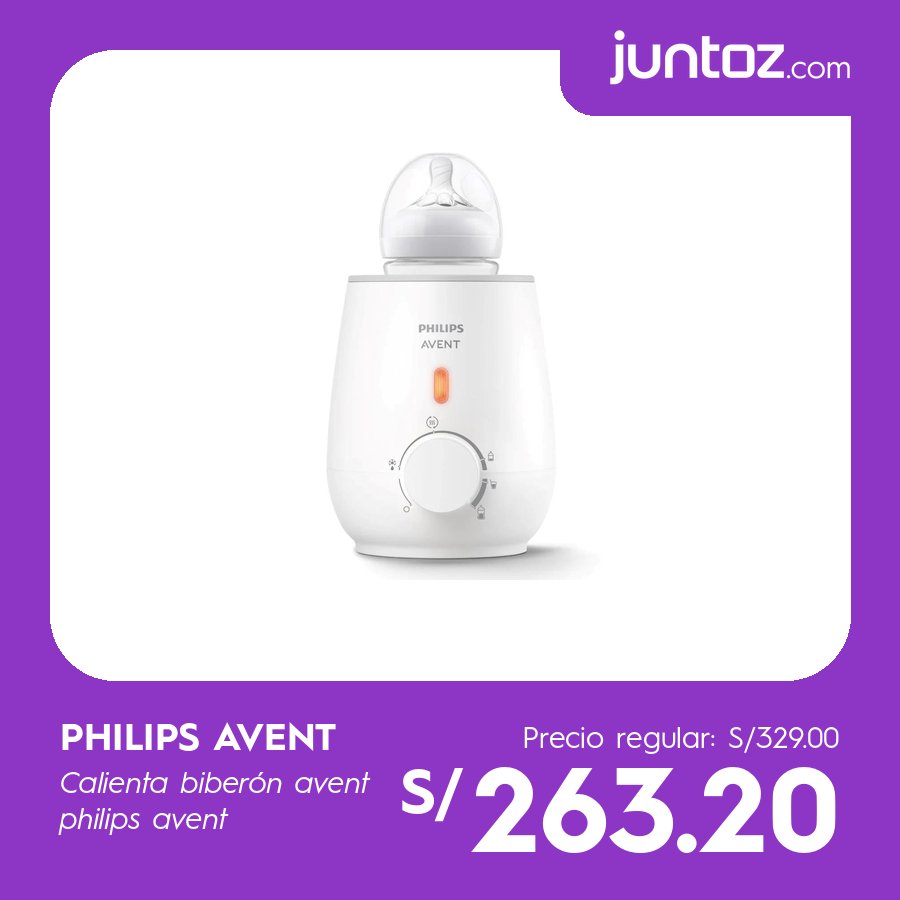 juntoz.com
PHILIPS
AVENT
PHILIPS AVENT
Calienta biberón avent
philips avent
Precio regular: S/329.00
S/263.20